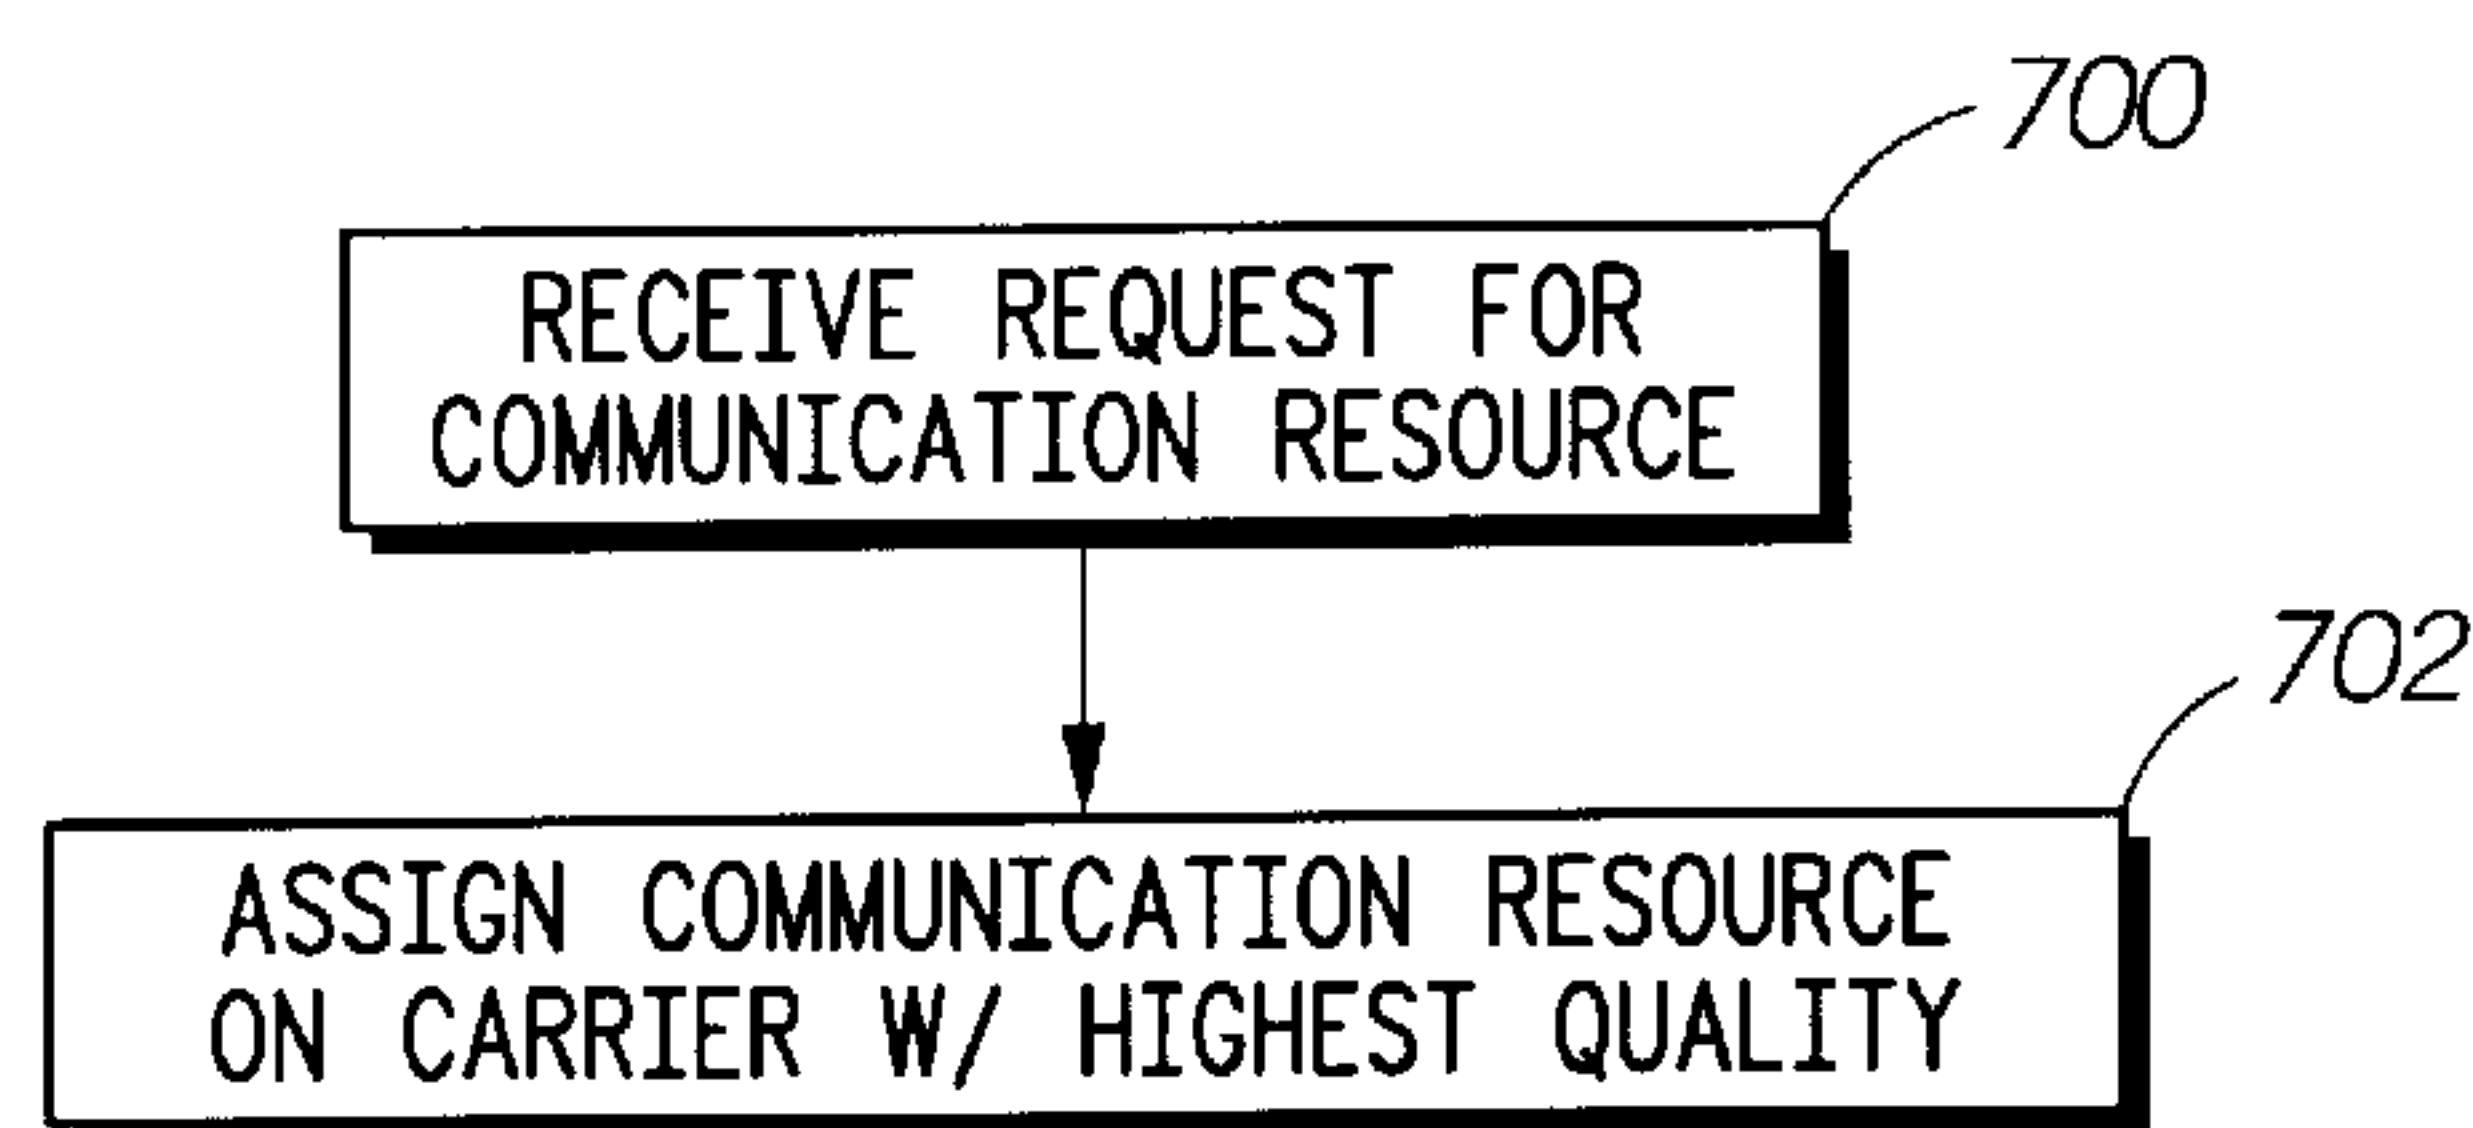 700
RECEIVE REQUEST FOR
COMMUNICATION RESOURCE
702
ASSIGN COMMUNICATION RESOURCE
ON CARRIER W/ HIGHEST QUALITY